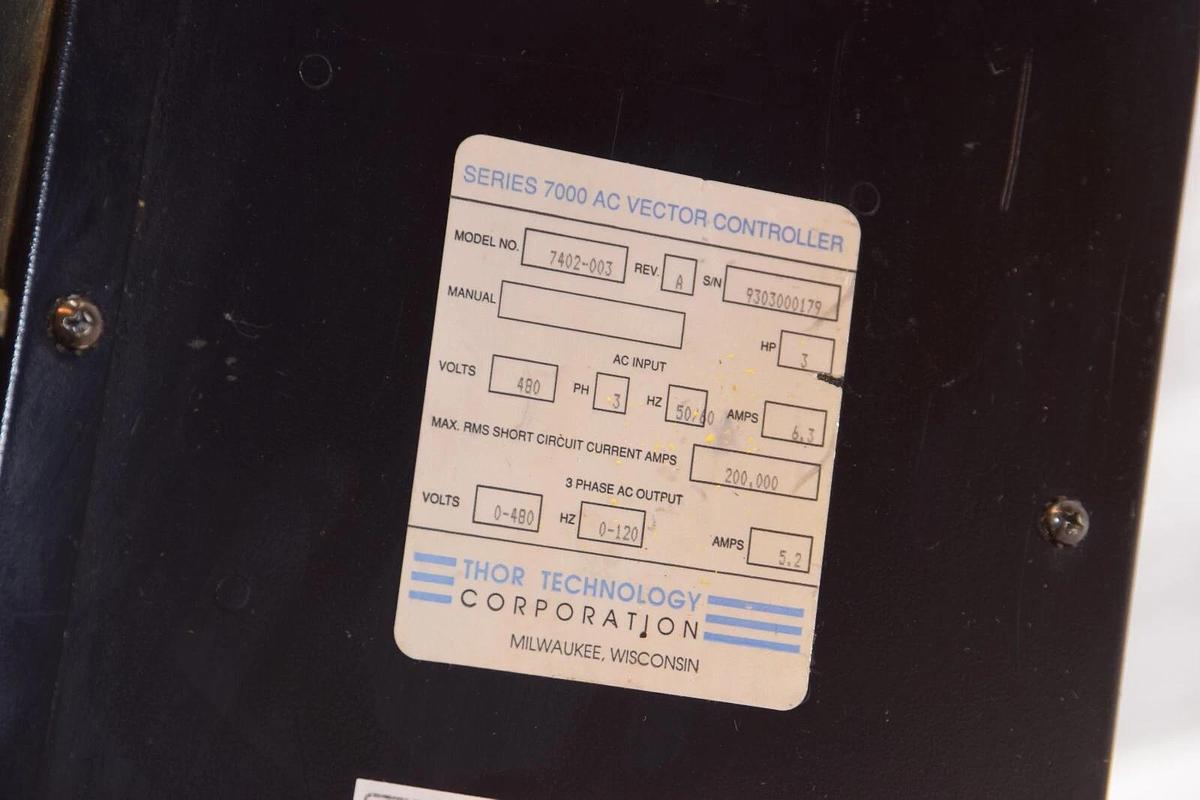 SERIES 7000 AC VECTOR CONTROLLER
MODEL NO. 7402-003 REV. A S/N 9303000179
MANUAL
HP 3
AC INPUT
VOLTS 480 PH 3 HZ 50/60 AMPS 6.3
MAX. RMS SHORT CIRCUIT CURRENT AMPS 200,000
3 PHASE AC OUTPUT
VOLTS 0-480 HZ 0-120 AMPS 5.2
THOR TECHNOLOGY
CORPORATION
MILWAUKEE, WISCONSIN